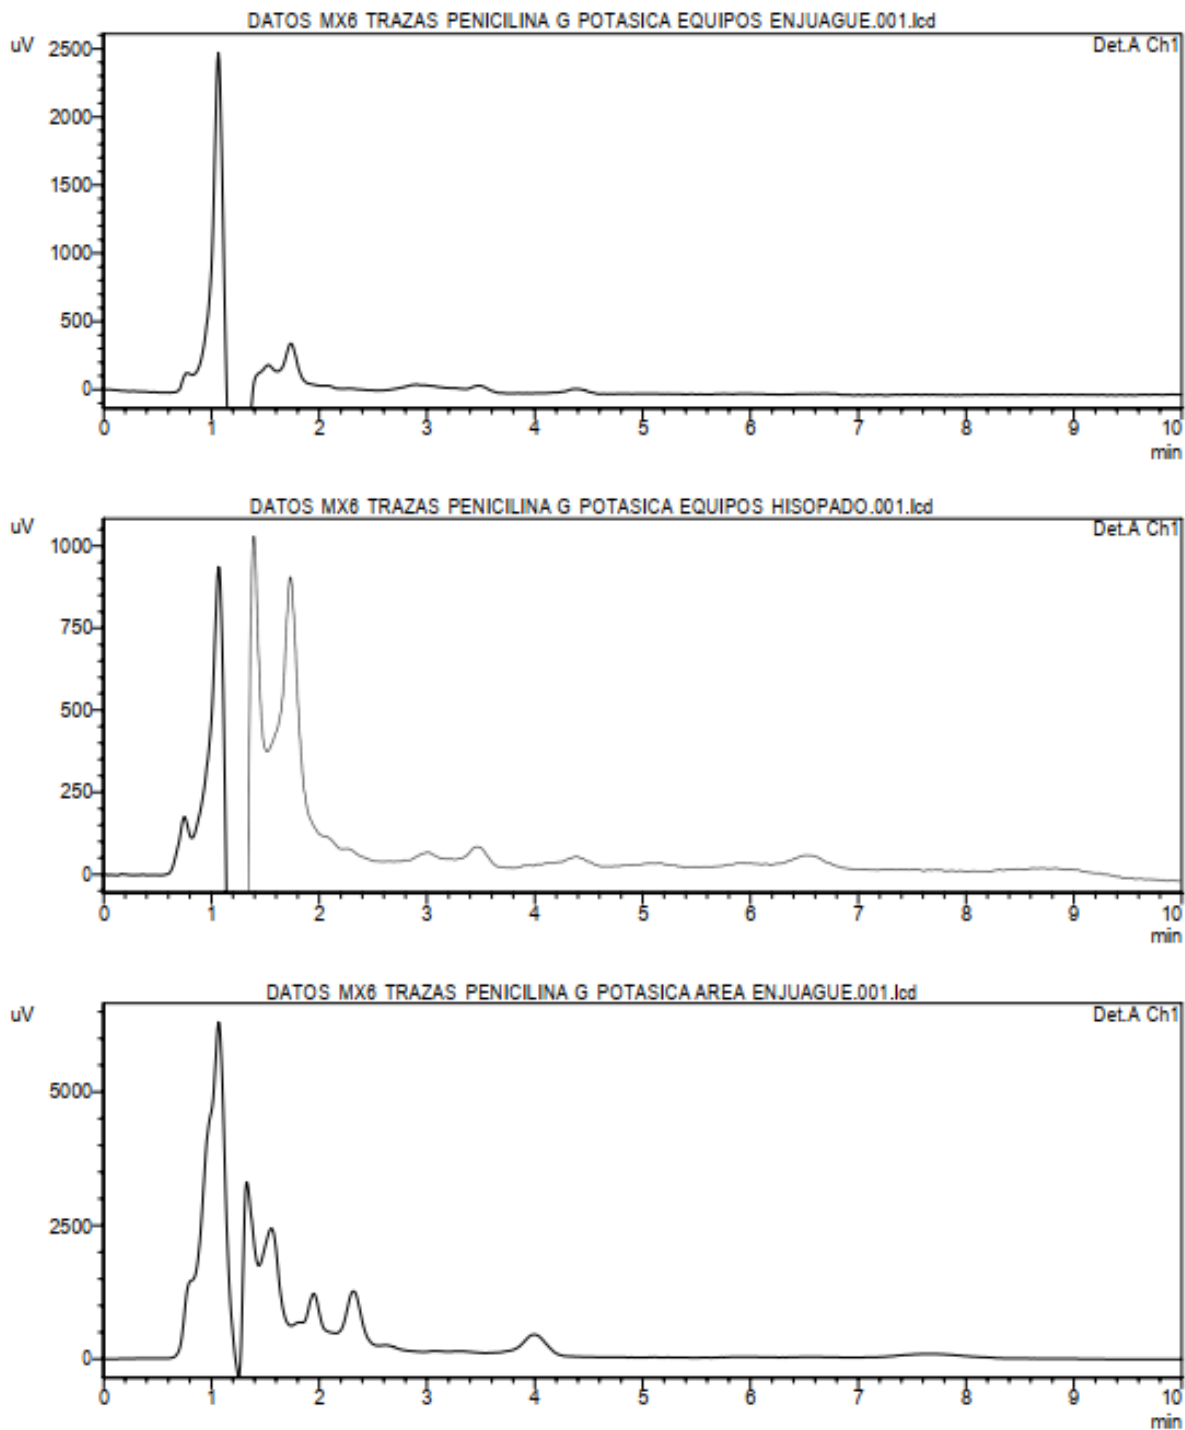 DATOS MX6 TRAZAS PENICILINA G POTASICA EQUIPOS ENJUAGUE.001.lcd
uV
Det.A Ch1
2500
2000
1500
1000
500
0
0 1 2 3 4 5 6 7 8 9 10
min
DATOS MX6 TRAZAS PENICILINA G POTASICA EQUIPOS HISOPADO.001.lcd
uV
Det.A Ch1
1000
750
500
250
0
0 1 2 3 4 5 6 7 8 9 10
min
DATOS MX6 TRAZAS PENICILINA G POTASICA AREA ENJUAGUE.001.lcd
uV
Det.A Ch1
5000
2500
0
0 1 2 3 4 5 6 7 8 9 10
min